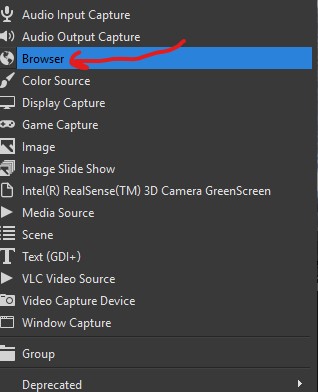 Audio Input Capture
Audio Output Capture
Browser
Color Source
Display Capture
Game Capture
Image
Image Slide Show
Intel(R) RealSense(TM) 3D Camera GreenScreen
Media Source
Scene
Text (GDI+)
VLC Video Source
Video Capture Device
Window Capture
Group
Deprecated